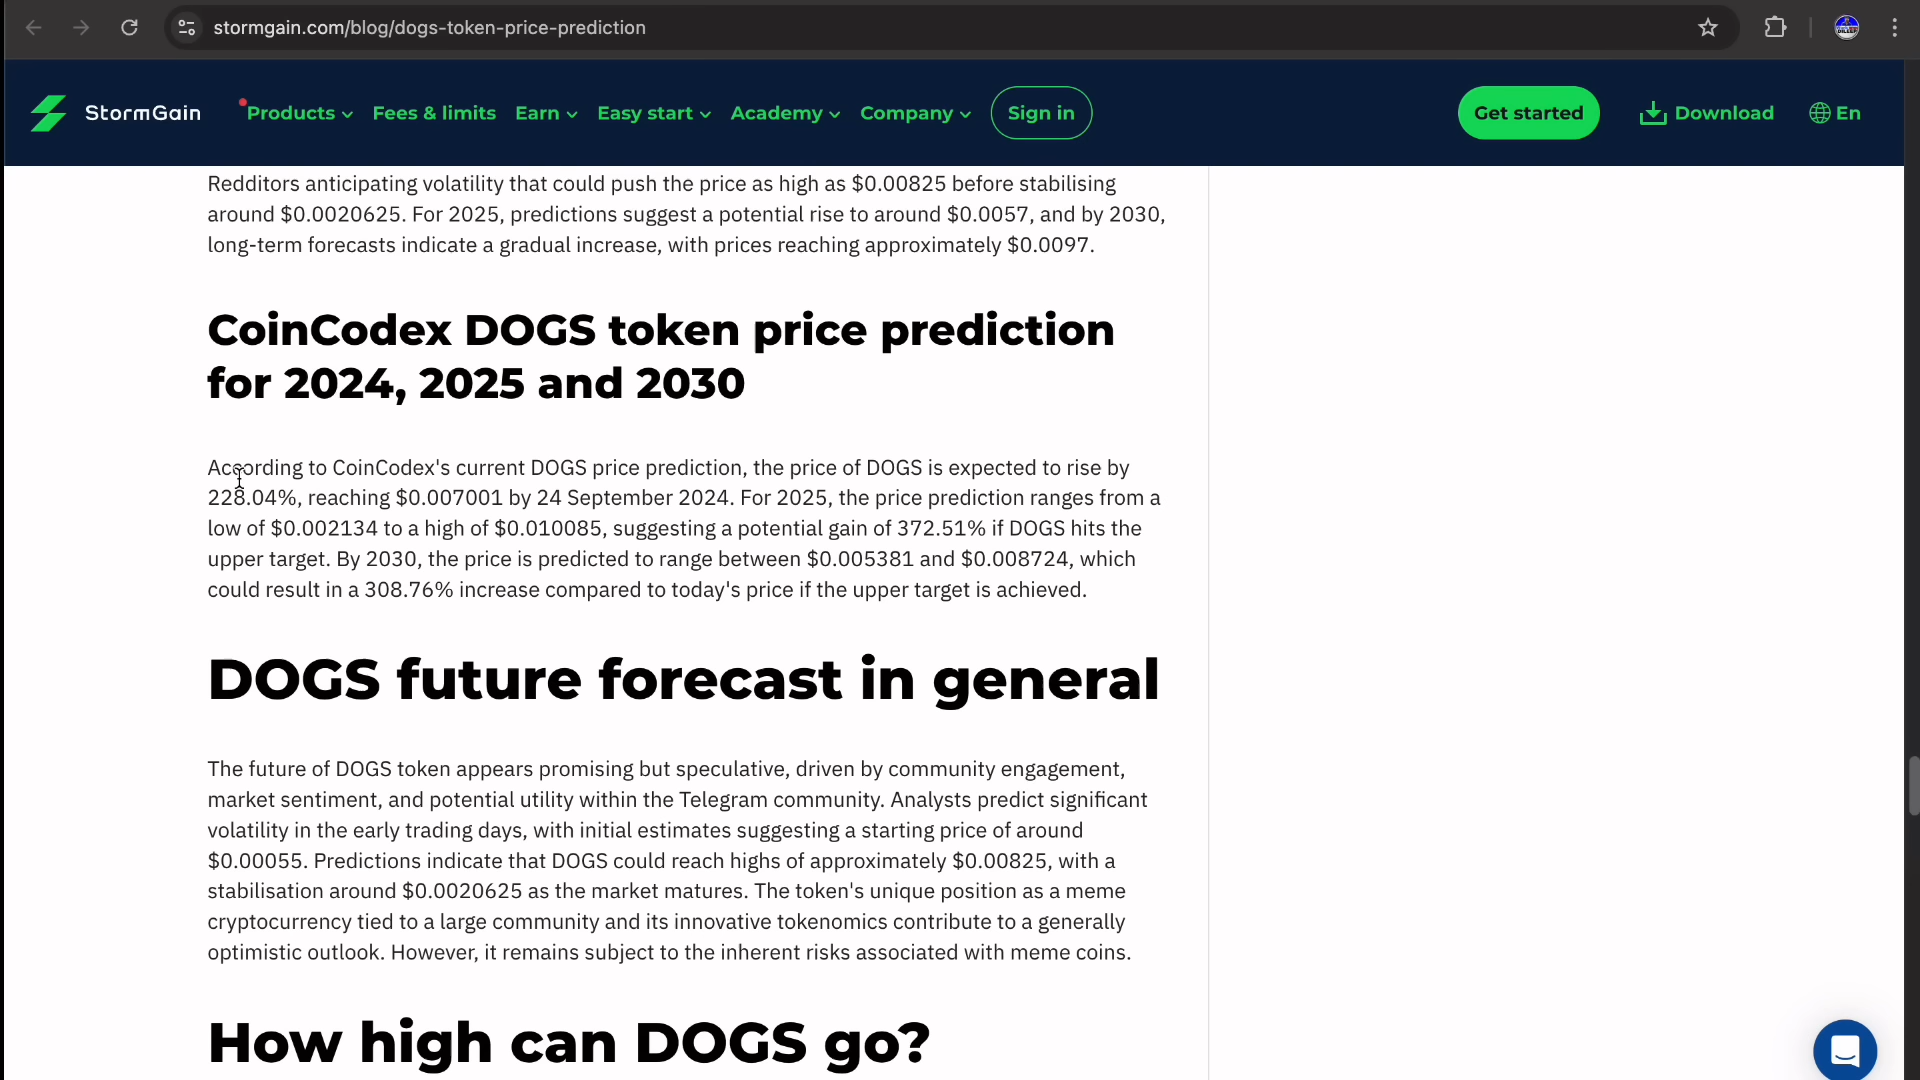 stormgain.com/blog/dogs-token-price-prediction
StormGain
Products
Fees & limits
Earn
Easy start
Academy
Company
Sign in
Get started
Download
En
Redditors anticipating volatility that could push the price as high as $0.00825 before stabilising
around $0.0020625. For 2025, predictions suggest a potential rise to around $0.0057, and by 2030,
long-term forecasts indicate a gradual increase, with prices reaching approximately $0.0097.
CoinCodex DOGS token price prediction
for 2024, 2025 and 2030
According to CoinCodex's current DOGS price prediction, the price of DOGS is expected to rise by
228.04%, reaching $0.007001 by 24 September 2024. For 2025, the price prediction ranges from a
low of $0.002134 to a high of $0.010085, suggesting a potential gain of 372.51% if DOGS hits the
upper target. By 2030, the price is predicted to range between $0.005381 and $0.008724, which
could result in a 308.76% increase compared to today's price if the upper target is achieved.
DOGS future forecast in general
The future of DOGS token appears promising but speculative, driven by community engagement,
market sentiment, and potential utility within the Telegram community. Analysts predict significant
volatility in the early trading days, with initial estimates suggesting a starting price of around
$0.00055. Predictions indicate that DOGS could reach highs of approximately $0.00825, with a
stabilisation around $0.0020625 as the market matures. The token's unique position as a meme
cryptocurrency tied to a large community and its innovative tokenomics contribute to a generally
optimistic outlook. However, it remains subject to the inherent risks associated with meme coins.
How high can DOGS go?